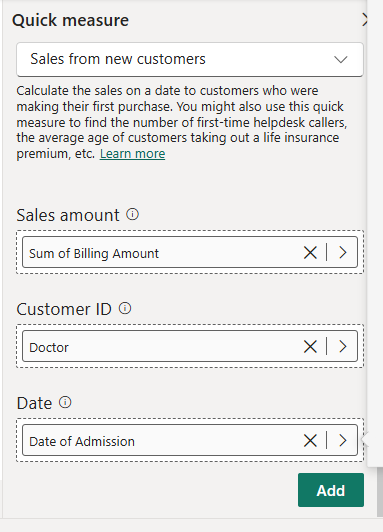 Quick measure
Sales from new customers
Calculate the sales on a date to customers who were
making their first purchase. You might also use this quick
measure to find the number of first-time helpdesk callers,
the average age of customers taking out a life insurance
premium, etc. Learn more
Sales amount
Sum of Billing Amount
Customer ID
Doctor
Date
Date of Admission
Add